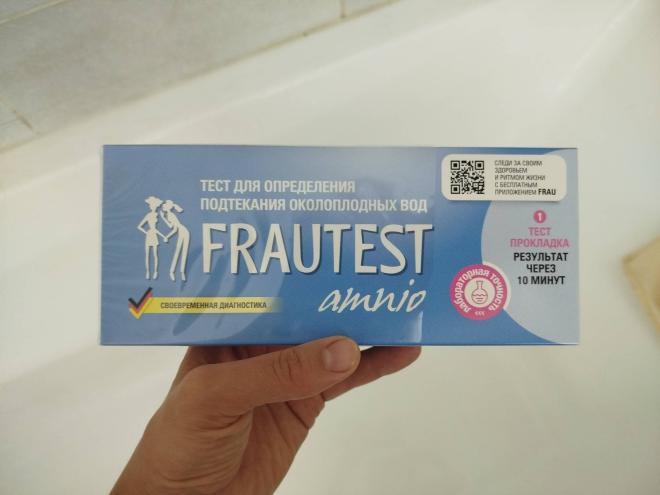 ТЕСТ ДЛЯ ОПРЕДЕЛЕНИЯ
ПОДТЕКАНИЯ ОКОЛОПЛОДНЫХ ВОД
FRAUTEST
amnio
СВОЕВРЕМЕННАЯ ДИАГНОСТИКА
СЛЕДИ ЗА СВОИМ
ЗДОРОВЬЕМ
И РИТМОМ ЖИЗНИ
С БЕСПЛАТНЫМ
ПРИЛОЖЕНИЕМ FRAU
1
ТЕСТ
ПРОКЛАДКА
РЕЗУЛЬТАТ
ЧЕРЕЗ
10 МИНУТ
лабораторная точность